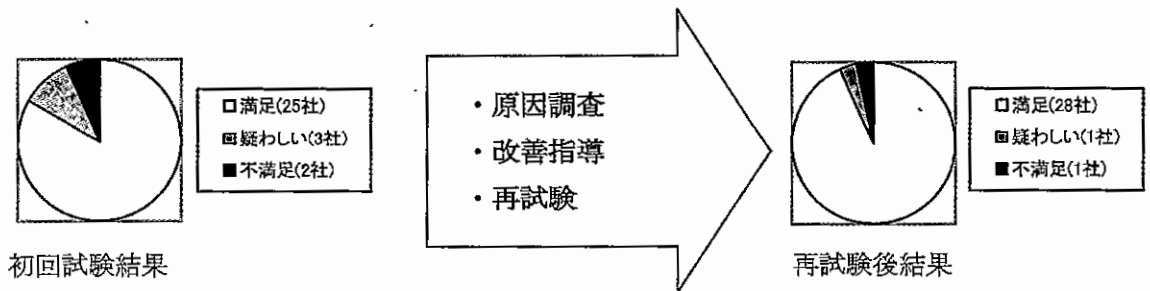 満足(25社)
疑わしい(3社)
不満足(2社)
初回試験結果
・原因調査
・改善指導
・再試験
満足(28社)
疑わしい(1社)
不満足(1社)
再試験後結果